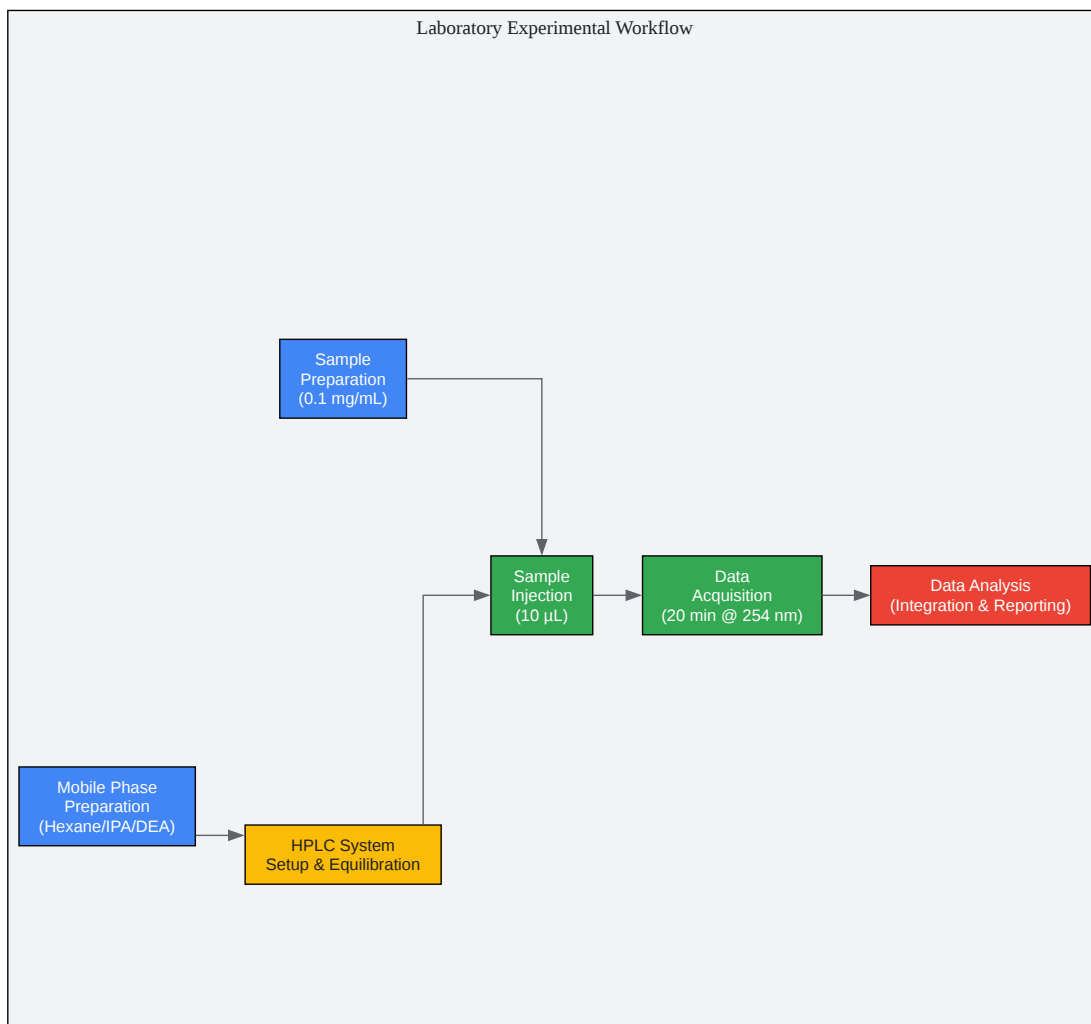 Laboratory Experimental Workflow
Sample
Preparation
(0.1 mg/mL)
Sample
Injection
(10 µL)
Data
Acquisition
(20 min @ 254 nm)
Data Analysis
(Integration & Reporting)
Mobile Phase
Preparation
(Hexane/IPA/DEA)
HPLC System
Setup & Equilibration